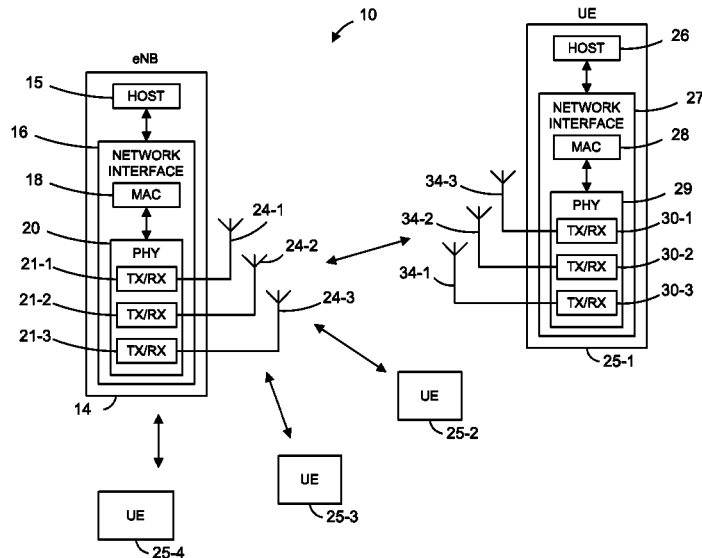 10
eNB
15
HOST
16
NETWORK
INTERFACE
18
MAC
20
PHY
21-1
TX/RX
21-2
TX/RX
21-3
TX/RX
24-1
24-2
24-3
14
UE
HOST
26
NETWORK
INTERFACE
27
MAC
28
PHY
29
34-3
TX/RX
30-1
34-2
TX/RX
30-2
34-1
TX/RX
30-3
25-1
UE
25-2
UE
25-3
UE
25-4